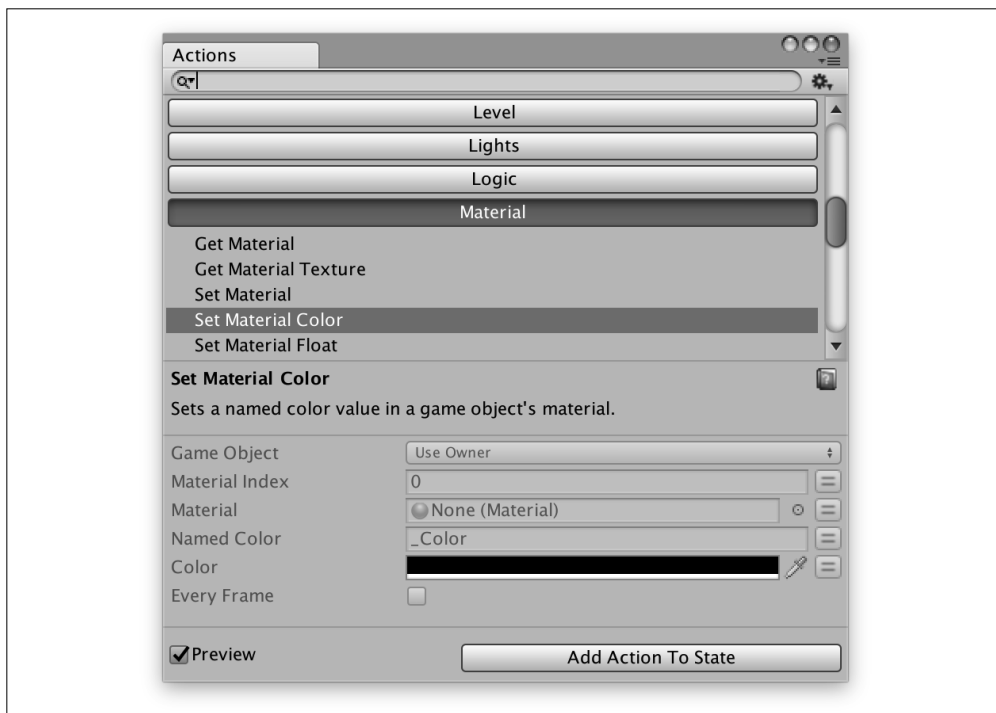 Actions
Level
Lights
Logic
Material
Get Material
Get Material Texture
Set Material
Set Material Color
Set Material Float
Set Material Color
Sets a named color value in a game object's material.
Game Object Use Owner
Material Index 0
Material None (Material)
Named Color _Color
Color
Every Frame
Preview Add Action To State